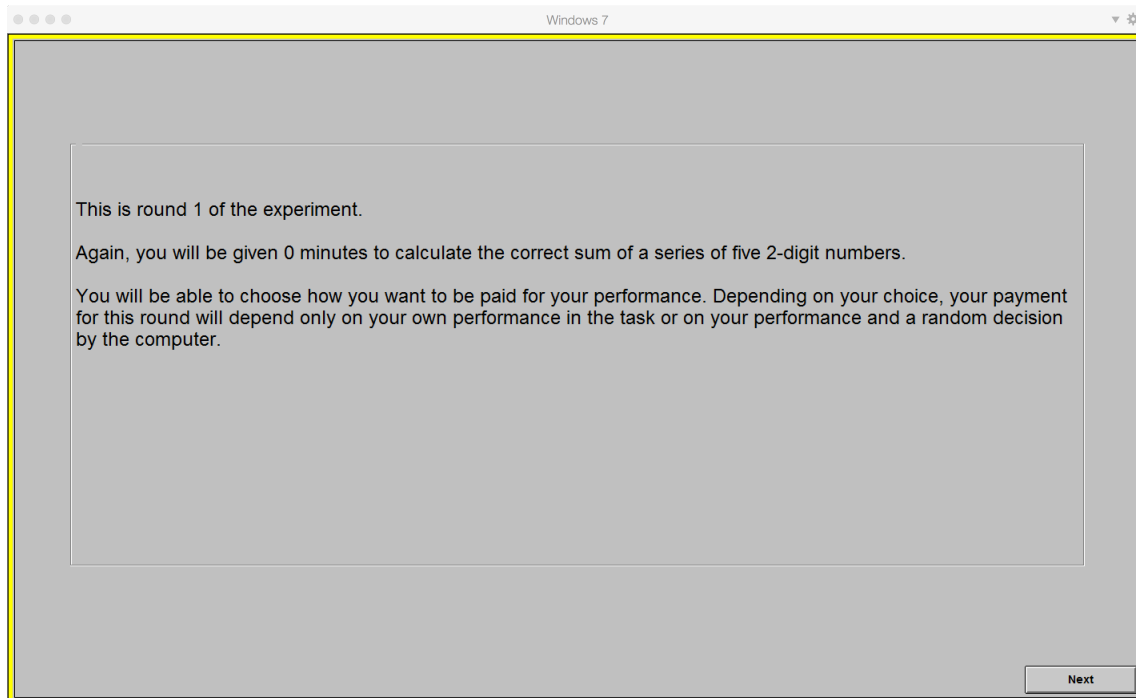 Windows 7
This is round 1 of the experiment.
Again, you will be given 0 minutes to calculate the correct sum of a series of five 2-digit numbers.
You will be able to choose how you want to be paid for your performance. Depending on your choice, your payment
for this round will depend only on your own performance in the task or on your performance and a random decision
by the computer.
Next